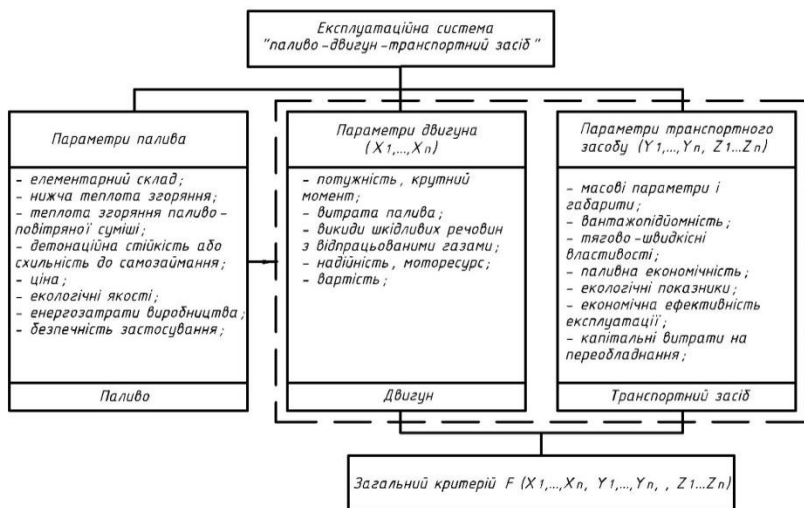 Експлуатаційна система
"паливо-двигун-транспортний засіб"
Параметри палива
- елементарний склад;
- нижча теплота згоряння;
- теплота згоряння паливо-
повітряної суміші;
- детонаційна стійкість або
схильність до самозаймання;
- ціна;
- екологічні якості;
- енергозатрати виробництва;
- безпечність застосування;
Паливо
Параметри двигуна
(X1,...,Xn)
- потужність, крутний
момент;
- витрата палива;
- викиди шкідливих речовин
з відпрацьованими газами;
- надійність, моторесурс;
- вартість;
Двигун
Параметри транспортного
засобу (Y1,...,Yn, Z1...Zn)
- масові параметри і
габарити;
- вантажопідйомність;
- тягово-швидкісні
властивості;
- паливна економічність;
- екологічні показники;
- економічна ефективність
експлуатації;
- капітальні витрати на
переобладнання;
Транспортний засіб
Загальний критерій F (X1,...,Xn, Y1,...,Yn, , Z1...Zn)